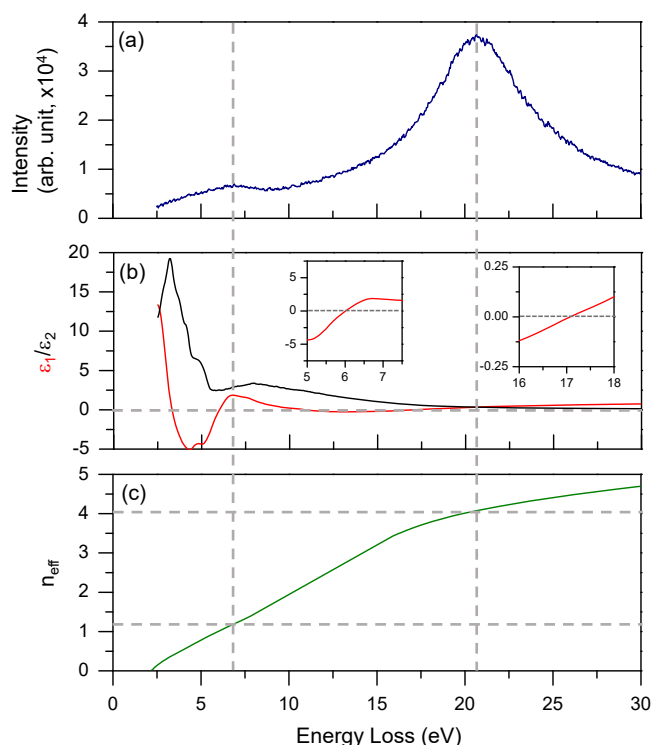 (a)
4
3
2
1
0
Intensity
(arb. unit, x10⁴)
(b)
20
15
10
5
0
-5
ε₁/ε₂
5
0
-5
5 6 7
0.25
0.00
-0.25
16 17 18
(c)
5
4
3
2
1
0
n_eff
0 5 10 15 20 25 30
Energy Loss (eV)